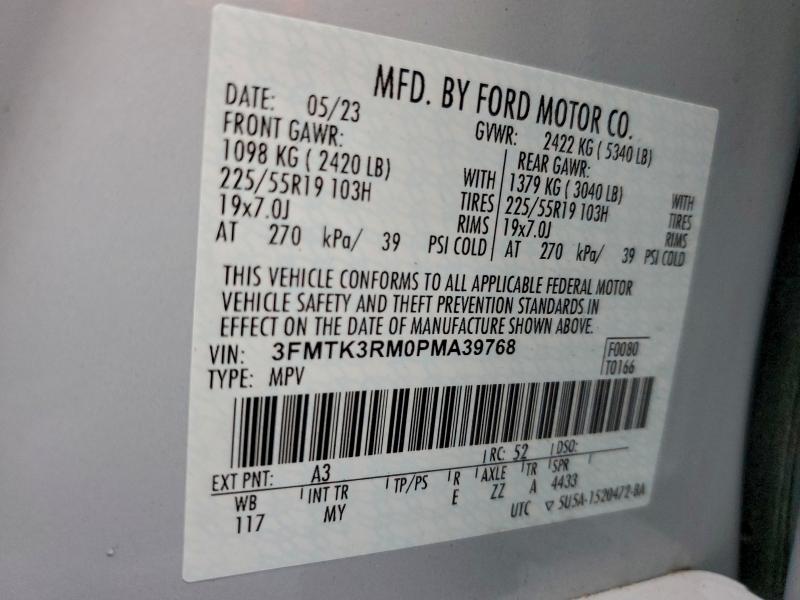 MFD. BY FORD MOTOR CO.
DATE: 05/23 GVWR: 2422 KG ( 5340 LB)
FRONT GAWR: REAR GAWR:
1098 KG ( 2420 LB) WITH 1379 KG ( 3040 LB) WITH
225/55R19 103H TIRES 225/55R19 103H TIRES
19x7.0J RIMS 19x7.0J RIMS
AT 270 kPa/ 39 PSI COLD AT 270 kPa/ 39 PSI COLD
THIS VEHICLE CONFORMS TO ALL APPLICABLE FEDERAL MOTOR
VEHICLE SAFETY AND THEFT PREVENTION STANDARDS IN
EFFECT ON THE DATE OF MANUFACTURE SHOWN ABOVE.
VIN: 3FMTK3RM0PMA39768 F0080
TYPE: MPV T0166
EXT PNT: A3 RC: 52 DSO:
WB INT TR TP/PS R AXLE TR SPR
117 MY E ZZ A 4433
UTC ▽ 5U5A-1520472-BA